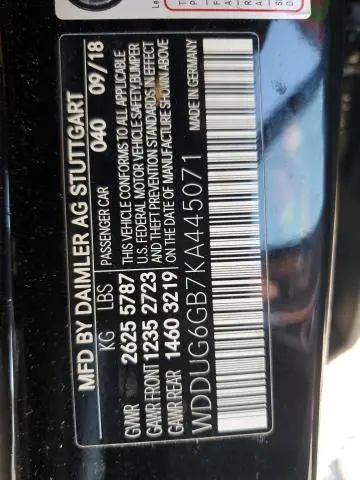 MFD BY DAIMLER AG STUTTGART
PASSENGER CAR 040 09/18
KG LBS
GVWR 2625 5787
GAWR FRONT 1235 2723
GAWR REAR 1460 3219
THIS VEHICLE CONFORMS TO ALL APPLICABLE
U.S. FEDERAL MOTOR VEHICLE SAFETY, BUMPER
AND THEFT PREVENTION STANDARDS IN EFFECT
ON THE DATE OF MANUFACTURE SHOWN ABOVE
WDDUG6GB7KA445071 MADE IN GERMANY